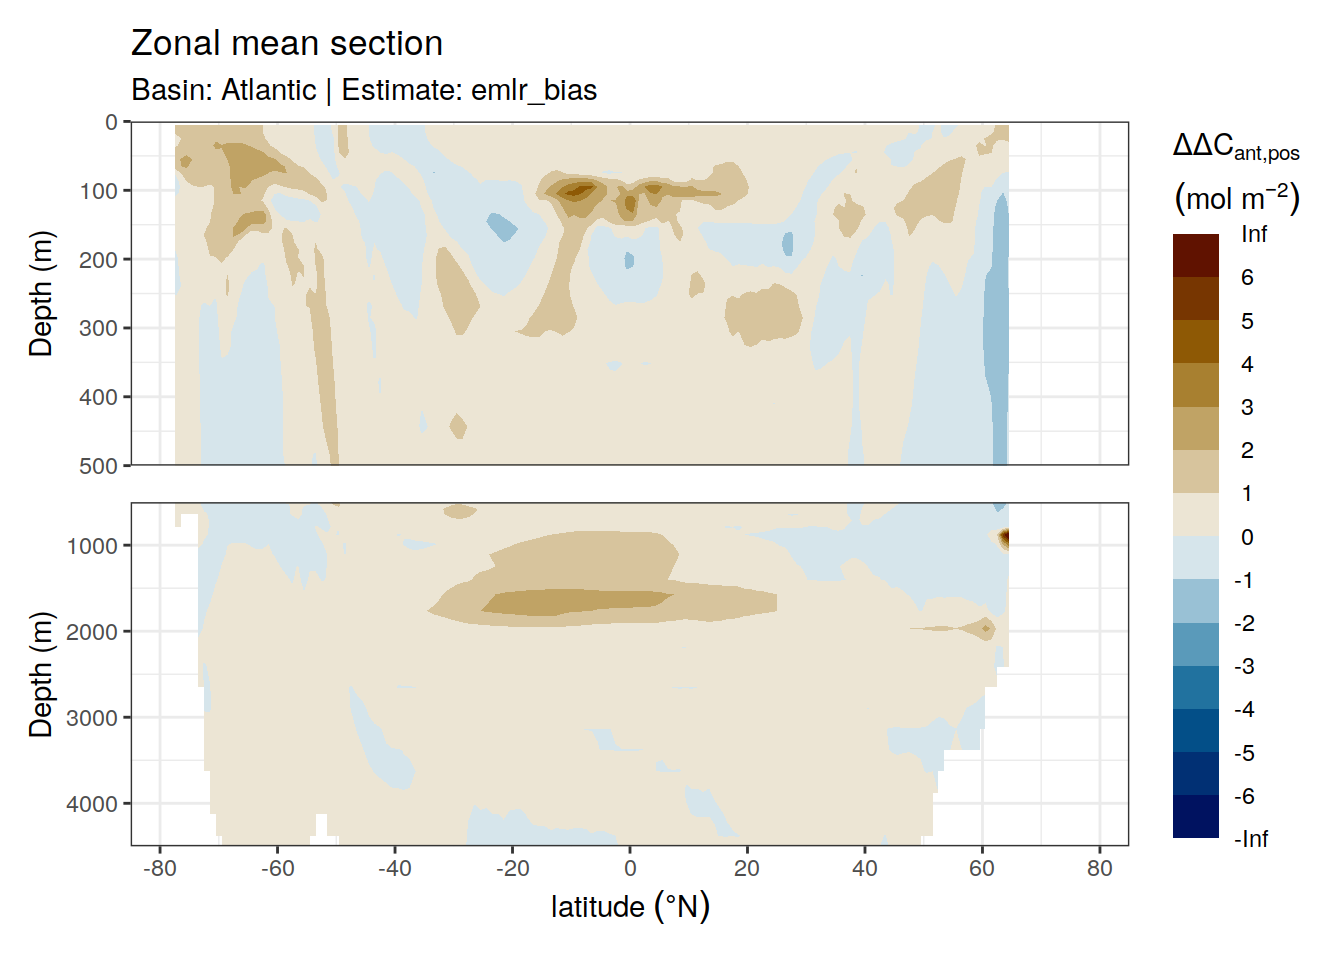 Zonal mean section
Basin: Atlantic | Estimate: emlr_bias
0
100
200
300
400
500
Depth (m)
1000
2000
3000
4000
Depth (m)
-80 -60 -40 -20 0 20 40 60 80
latitude (°N)
ΔΔCant,pos
(mol m−2)
Inf
6
5
4
3
2
1
0
-1
-2
-3
-4
-5
-6
-Inf